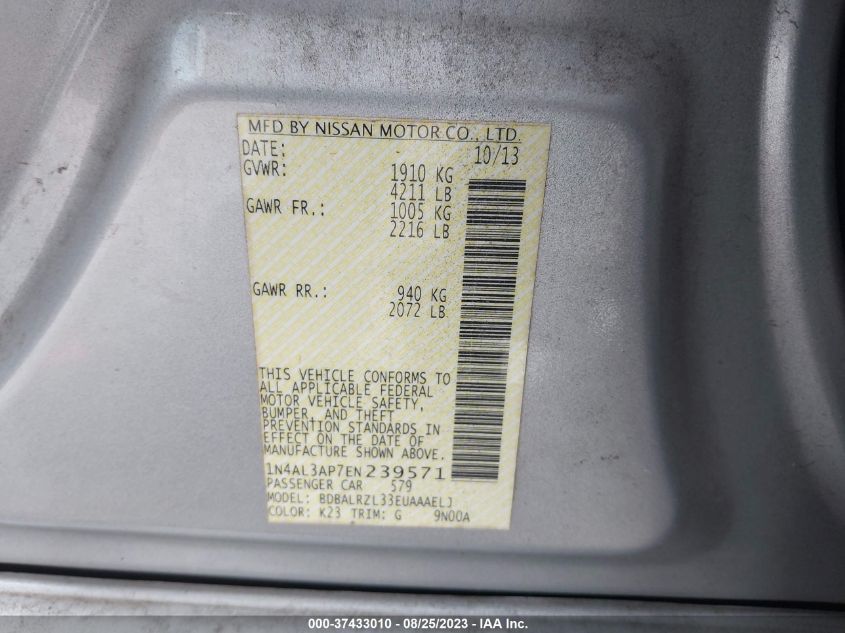 MFD BY NISSAN MOTOR CO., LTD.
DATE: 10/13
GVWR: 1910 KG
4211 LB
GAWR FR.: 1005 KG
2216 LB
GAWR RR.: 940 KG
2072 LB
THIS VEHICLE CONFORMS TO
ALL APPLICABLE FEDERAL
MOTOR VEHICLE SAFETY,
BUMPER, AND THEFT
PREVENTION STANDARDS IN
EFFECT ON THE DATE OF
MANUFACTURE SHOWN ABOVE.
1N4AL3AP7EN239571
PASSENGER CAR 579
MODEL: BDBALRZL33EUAAAELJ
COLOR: K23 TRIM: G 9N00A
000-37433010 - 08/25/2023 - IAA Inc.